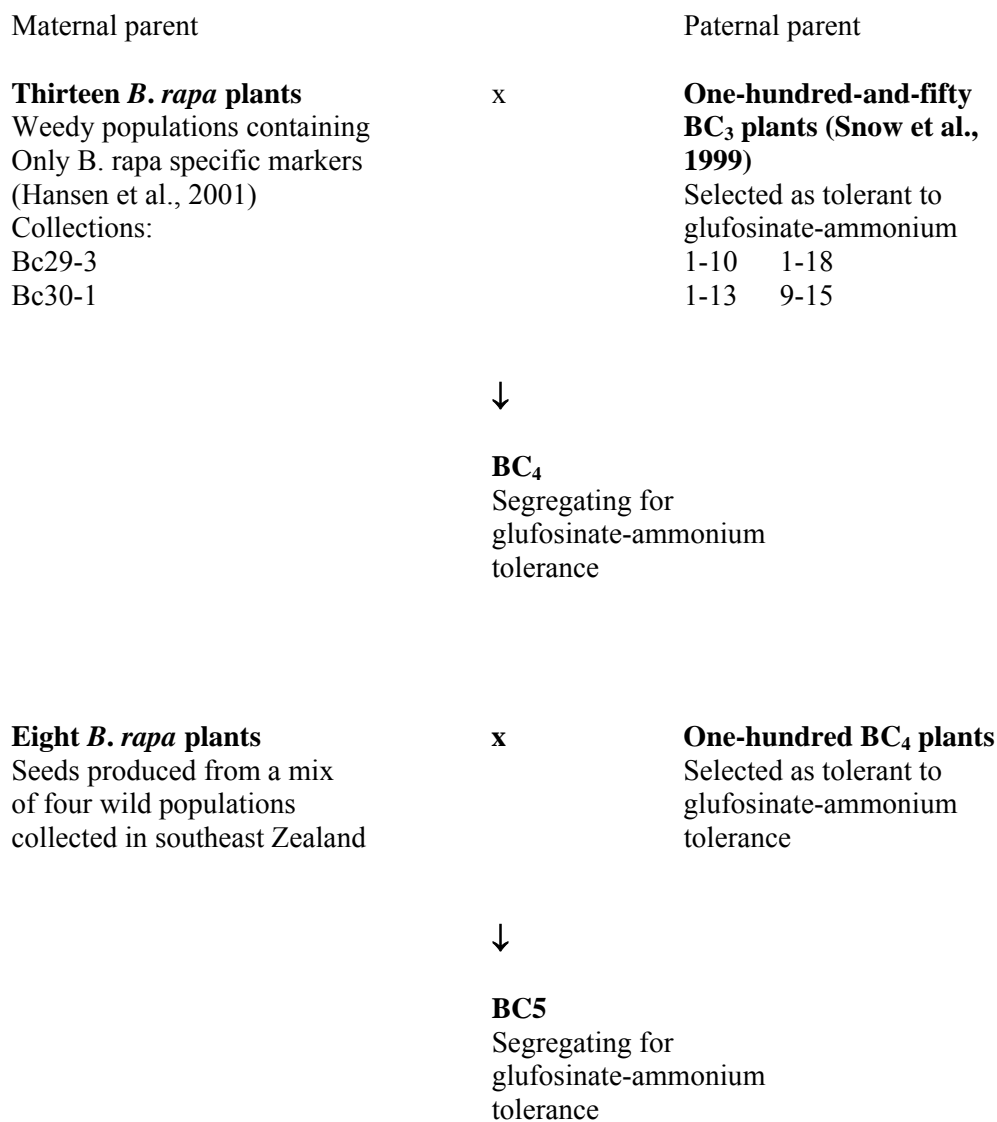 Maternal parent
Paternal parent
Thirteen B. rapa plants
Weedy populations containing
Only B. rapa specific markers
(Hansen et al., 2001)
Collections:
Bc29-3
Bc30-1
x
One-hundred-and-fifty
BC₃ plants (Snow et al.,
1999)
Selected as tolerant to
glufosinate-ammonium
1-10 1-18
1-13 9-15
↓
BC₄
Segregating for
glufosinate-ammonium
tolerance
Eight B. rapa plants
Seeds produced from a mix
of four wild populations
collected in southeast Zealand
x
One-hundred BC₄ plants
Selected as tolerant to
glufosinate-ammonium
tolerance
↓
BC5
Segregating for
glufosinate-ammonium
tolerance